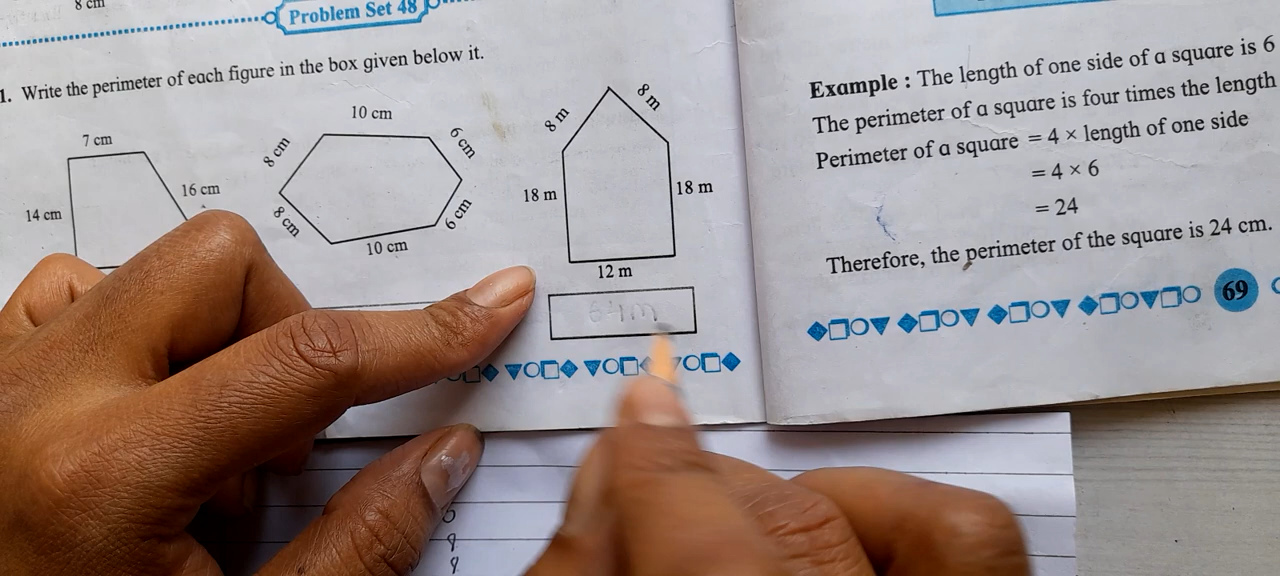 8 cm
Problem Set 48
1. Write the perimeter of each figure in the box given below it.
7 cm
14 cm
16 cm
10 cm
8 cm
6 cm
8 cm
6 cm
10 cm
8 m
8 m
18 m
18 m
12 m
64m
8
8
Example : The length of one side of a square is 6
The perimeter of a square is four times the length
Perimeter of a square = 4 × length of one side
= 4 × 6
= 24
Therefore, the perimeter of the square is 24 cm.
69